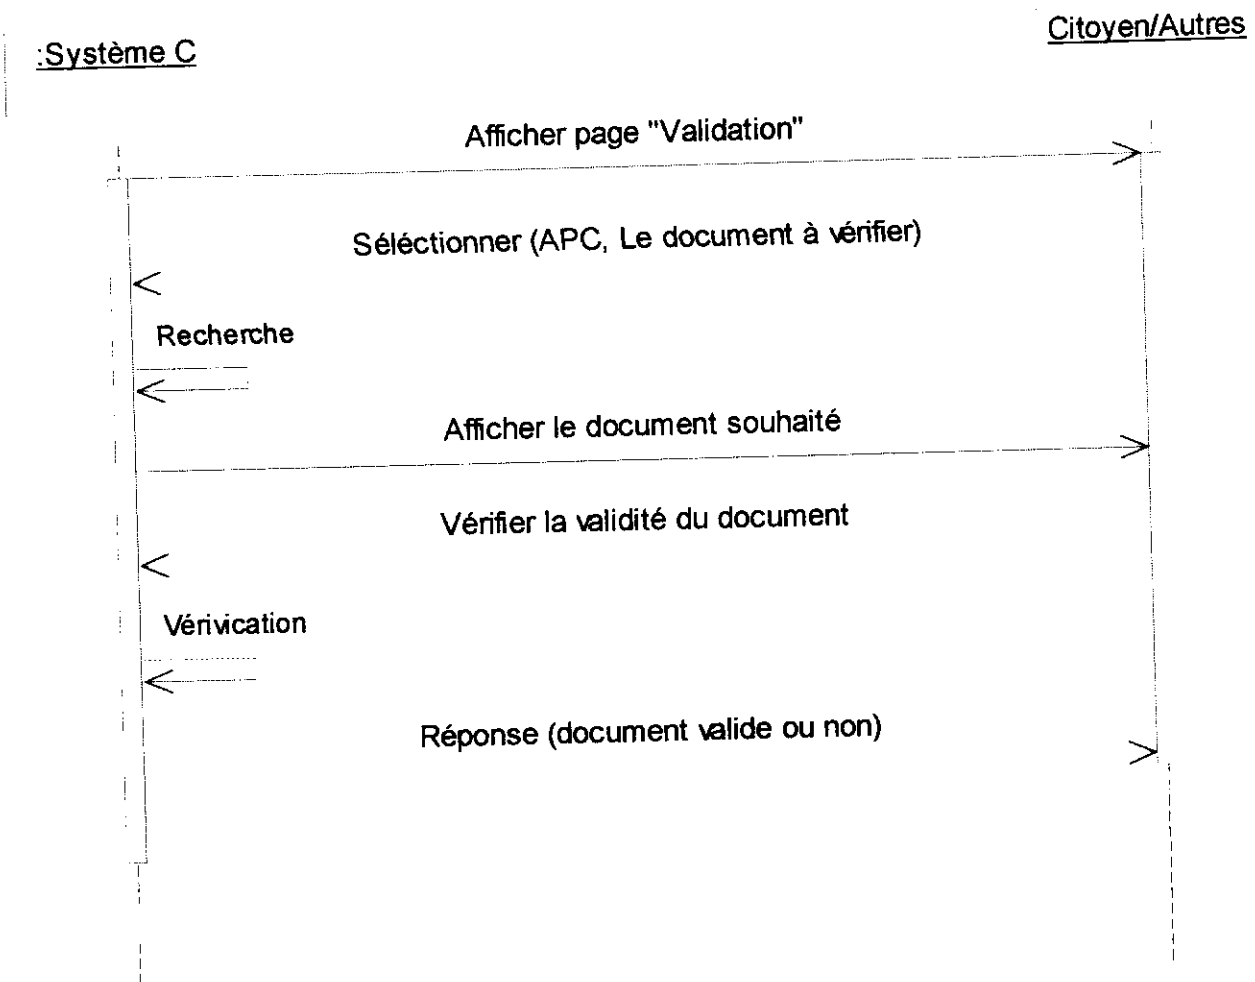 :Système C
Citoyen/Autres
Afficher page "Validation"
Séléctionner (APC, Le document à vérifier)
Recherche
Afficher le document souhaité
Vérifier la validité du document
Vérivication
Réponse (document valide ou non)